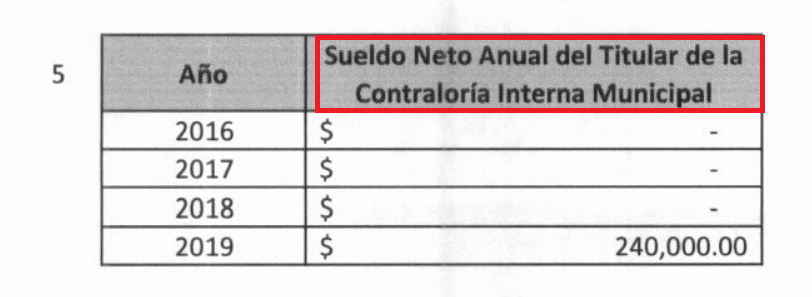 5
Año
Sueldo Neto Anual del Titular de la
Contraloría Interna Municipal
2016 $ -
2017 $ -
2018 $ -
2019 $ 240,000.00